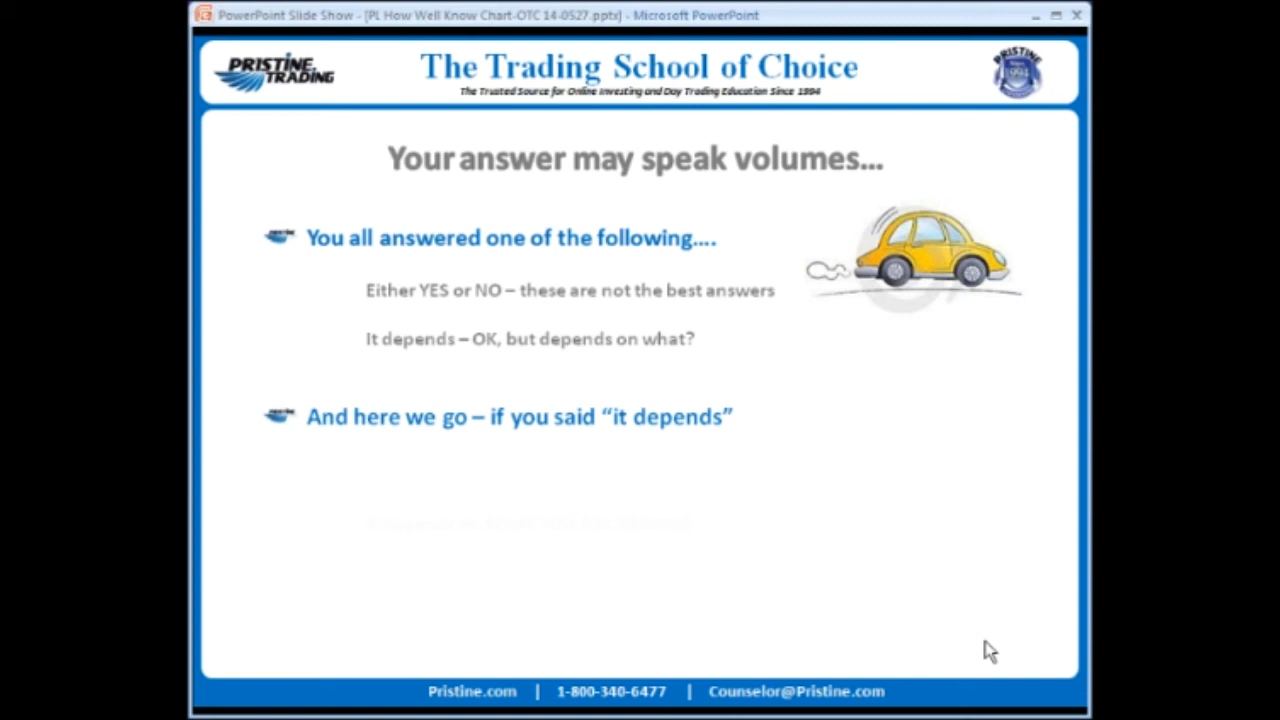 PowerPoint Slide Show - [PL How Well Know Chart-OTC 14-0527.pptx] - Microsoft PowerPoint
PRISTINE.
TRADING
The Trading School of Choice
The Trusted Source for Online Investing and Day Trading Education Since 1994
PRISTINE
Your answer may speak volumes...
You all answered one of the following....
Either YES or NO – these are not the best answers
It depends – OK, but depends on what?
And here we go – if you said “it depends”
Pristine.com | 1-800-340-6477 | Counselor@Pristine.com